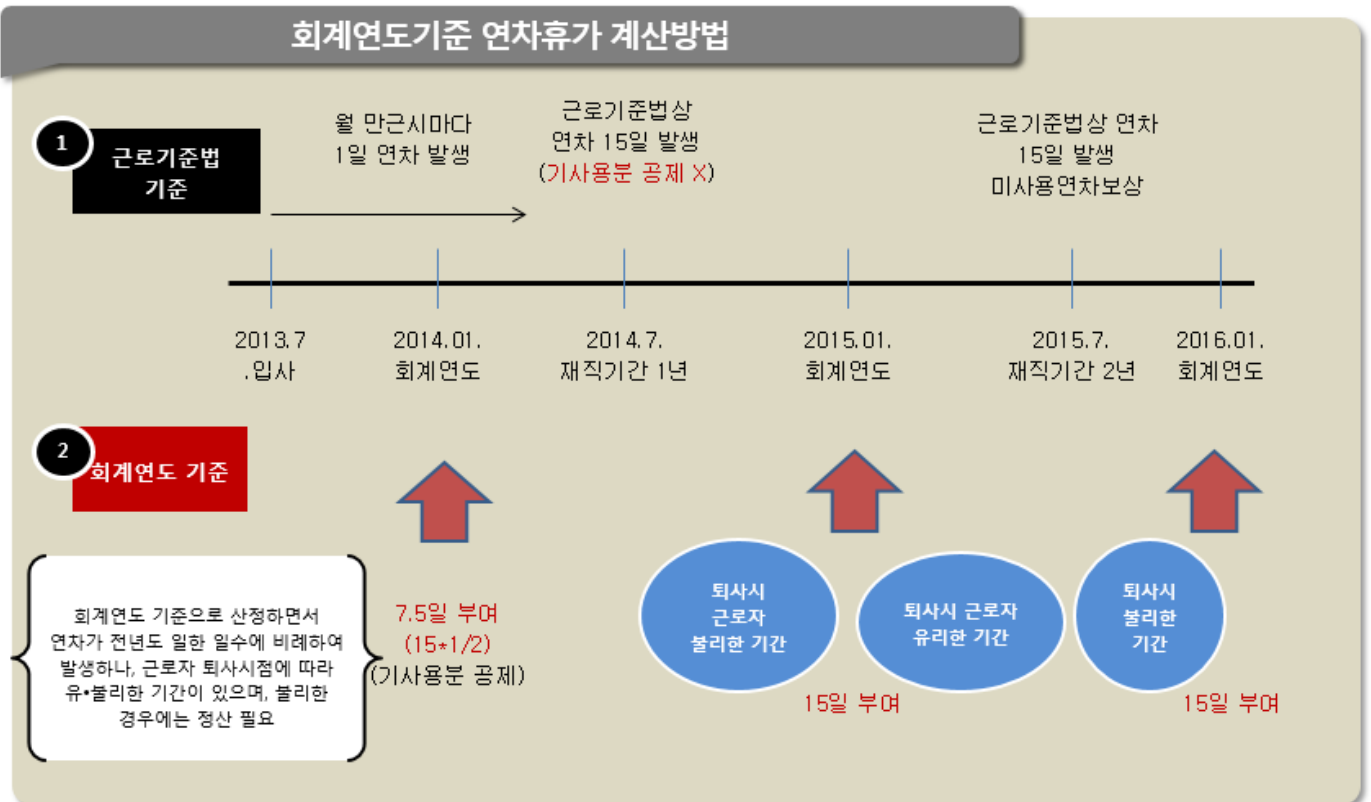 회계연도기준 연차휴가 계산방법
1
근로기준법
기준
월 만근시마다
1일 연차 발생
근로기준법상
연차 15일 발생
(기사용분 공제 X)
근로기준법상 연차
15일 발생
미사용연차보상
2013.7
.입사
2014.01.
회계연도
2014.7.
재직기간 1년
2015.01.
회계연도
2015.7.
재직기간 2년
2016.01.
회계연도
2
회계연도 기준
회계연도 기준으로 산정하면서
연차가 전년도 일한 일수에 비례하여
발생하나, 근로자 퇴사시점에 따라
유•불리한 기간이 있으며, 불리한
경우에는 정산 필요
7.5일 부여
(15*1/2)
(기사용분 공제)
퇴사시
근로자
불리한 기간
15일 부여
퇴사시 근로자
유리한 기간
퇴사시
불리한
기간
15일 부여